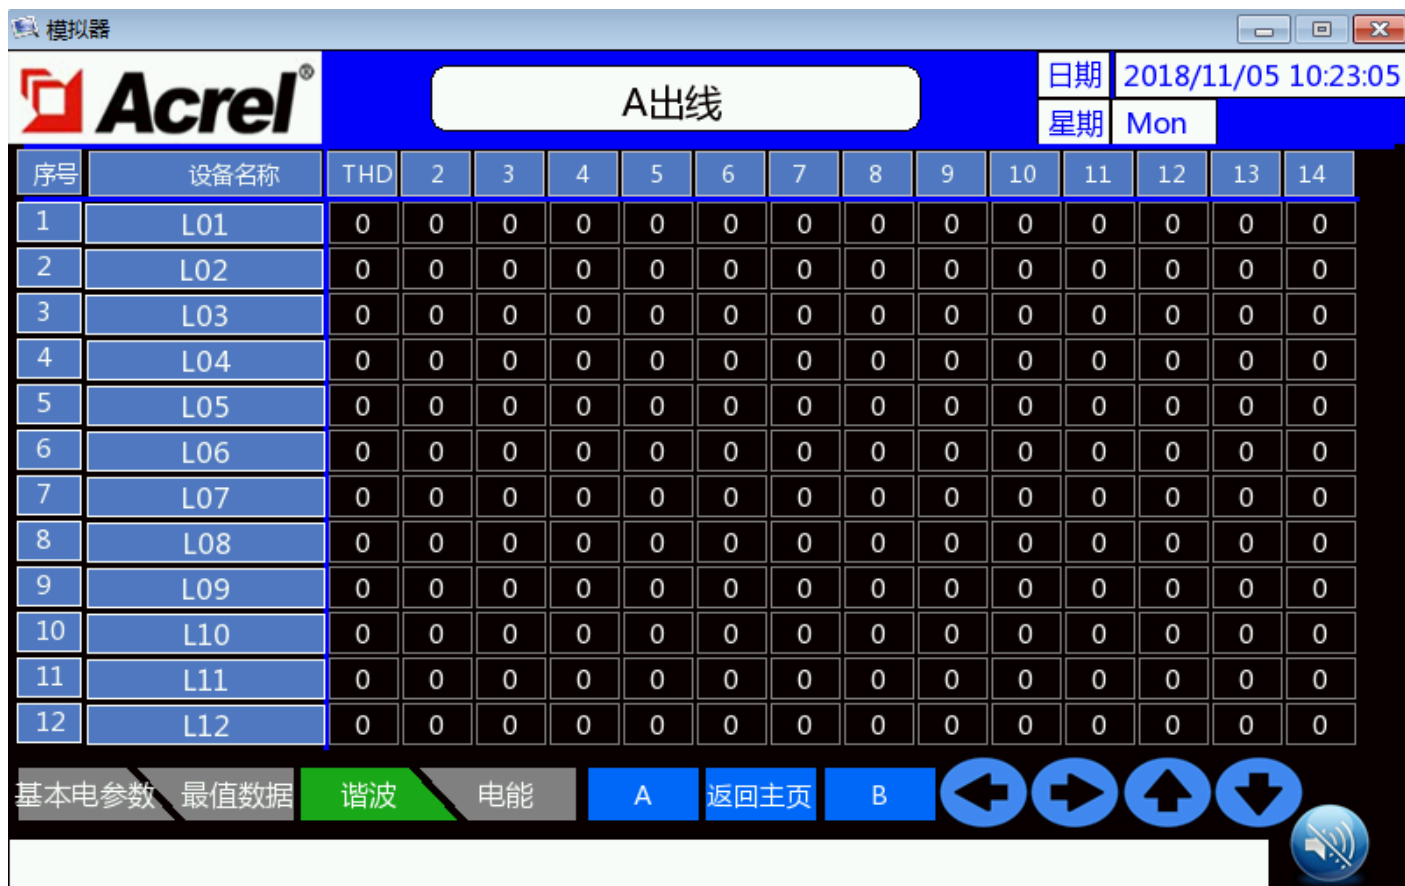 模拟器
Acrel®
A出线
日期 2018/11/05 10:23:05
星期 Mon
序号 设备名称 THD 2 3 4 5 6 7 8 9 10 11 12 13 14
1 L01 0 0 0 0 0 0 0 0 0 0 0 0 0 0
2 L02 0 0 0 0 0 0 0 0 0 0 0 0 0 0
3 L03 0 0 0 0 0 0 0 0 0 0 0 0 0 0
4 L04 0 0 0 0 0 0 0 0 0 0 0 0 0 0
5 L05 0 0 0 0 0 0 0 0 0 0 0 0 0 0
6 L06 0 0 0 0 0 0 0 0 0 0 0 0 0 0
7 L07 0 0 0 0 0 0 0 0 0 0 0 0 0 0
8 L08 0 0 0 0 0 0 0 0 0 0 0 0 0 0
9 L09 0 0 0 0 0 0 0 0 0 0 0 0 0 0
10 L10 0 0 0 0 0 0 0 0 0 0 0 0 0 0
11 L11 0 0 0 0 0 0 0 0 0 0 0 0 0 0
12 L12 0 0 0 0 0 0 0 0 0 0 0 0 0 0
基本电参数 最值数据 谐波 电能 A 返回主页 B